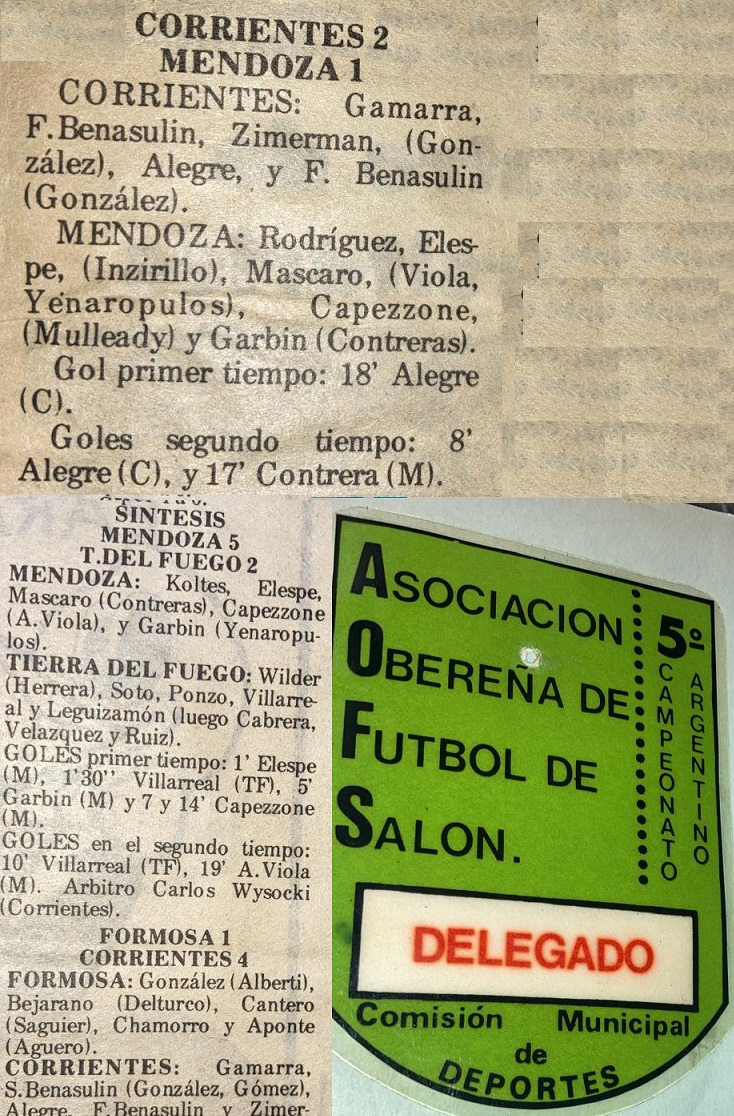 CORRIENTES 2
MENDOZA 1
CORRIENTES: Gamarra,
F.Benasulin, Zimerman, (Gon-
zález), Alegre, y F. Benasulin
(González).
MENDOZA: Rodríguez, Eles-
pe, (Inzirillo), Mascaro, (Viola,
Yenaropulos), Capezzone,
(Mulleady) y Garbin (Contreras).
Gol primer tiempo: 18' Alegre
(C).
Goles segundo tiempo: 8'
Alegre (C), y 17' Contrera (M).
SINTESIS
MENDOZA 5
T.DEL FUEGO 2
MENDOZA: Koltes, Elespe,
Mascaro (Contreras), Capezzone
(A.Viola), y Garbin (Yenaropu-
los).
TIERRA DEL FUEGO: Wilder
(Herrera), Soto, Ponzo, Villarre-
al y Leguizamón (luego Cabrera,
Velazquez y Ruiz).
GOLES primer tiempo: 1' Elespe
(M), 1'30'' Villarreal (TF), 5'
Garbin (M) y 7 y 14' Capezzone
(M).
GOLES en el segundo tiempo:
10' Villarreal (TF), 19' A.Viola
(M). Arbitro Carlos Wysocki
(Corrientes).
FORMOSA 1
CORRIENTES 4
FORMOSA: González (Alberti),
Bejarano (Delturco), Cantero
(Saguier), Chamorro y Aponte
(Aguero).
CORRIENTES: Gamarra,
S.Benasulin (González, Gómez),
Alegre, F.Benasulin y Zimer-
ASOCIACION
OBEREÑA DE
FUTBOL DE
SALON.
5º
CAMPEONATO
ARGENTINO
DELEGADO
Comisión Municipal
de
DEPORTES